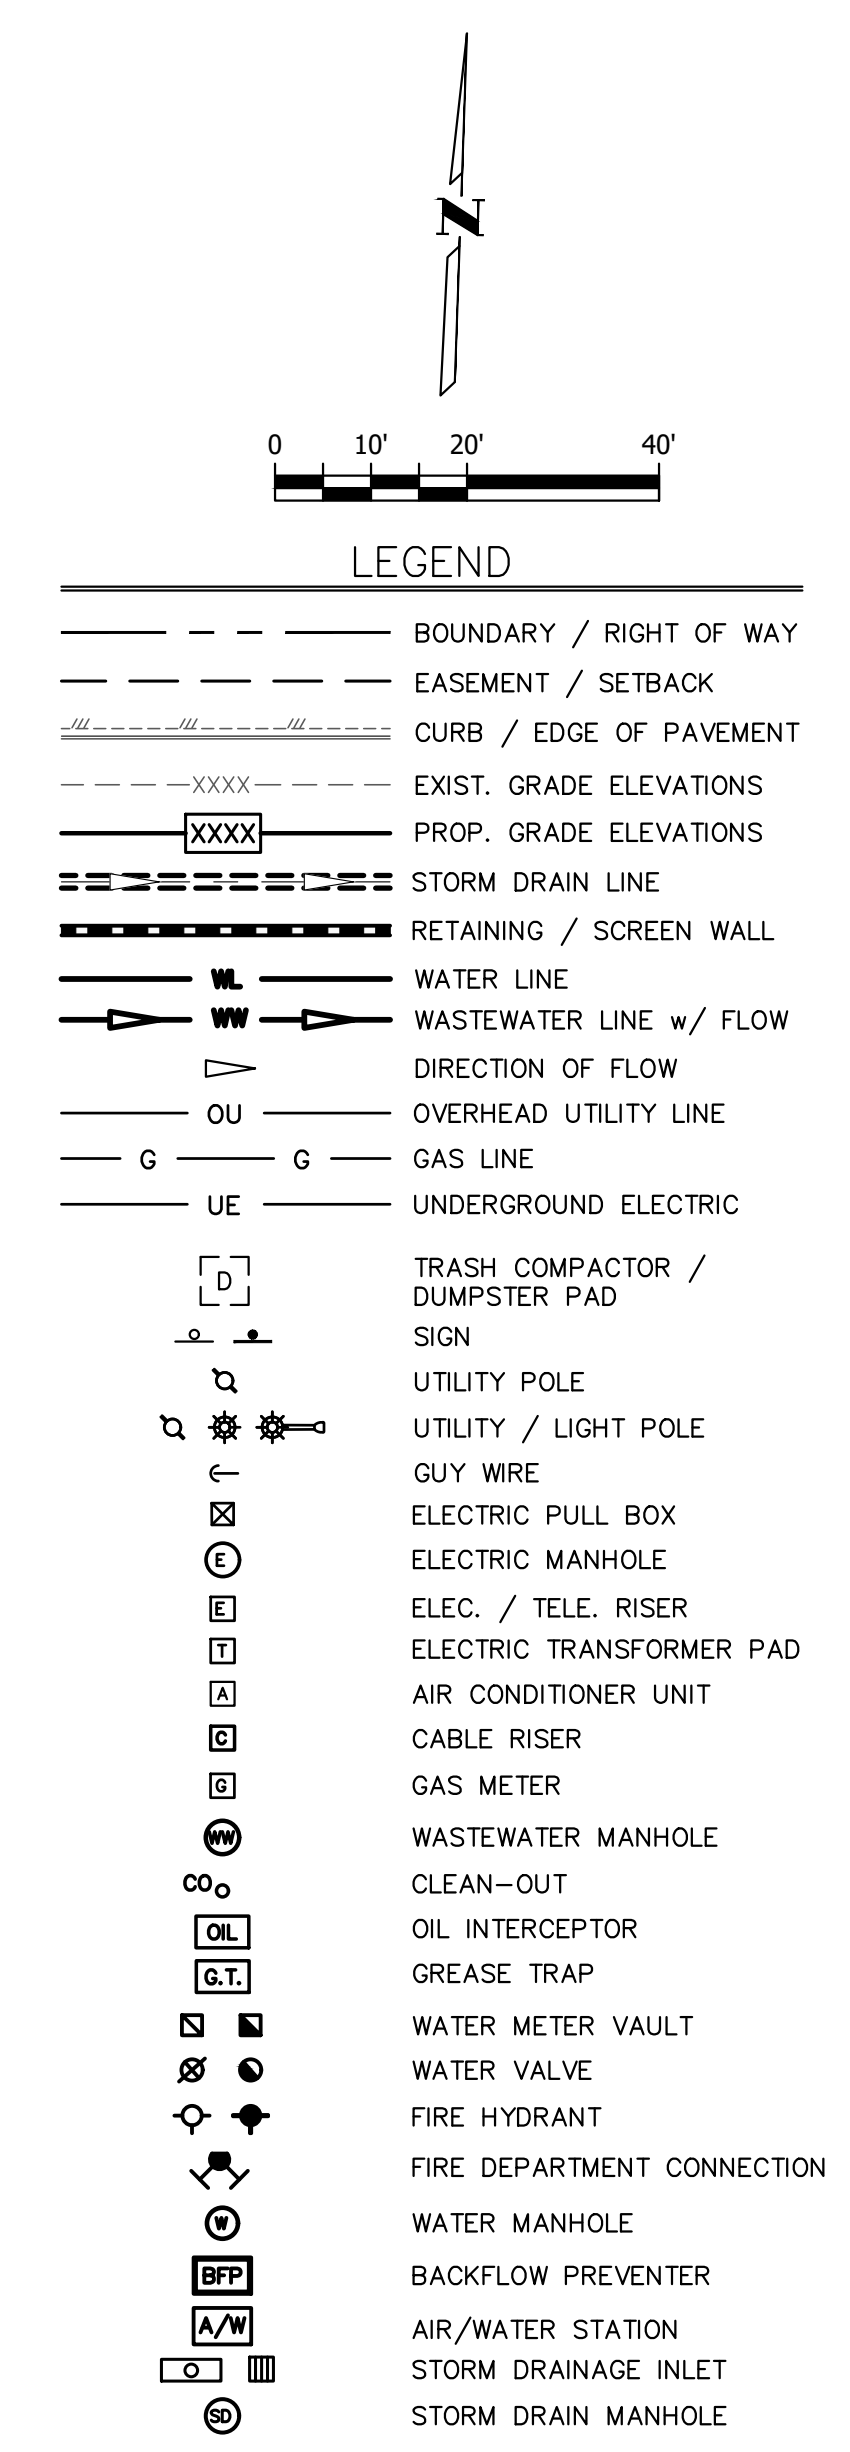 N
0 10' 20' 40'
LEGEND
BOUNDARY / RIGHT OF WAY
EASEMENT / SETBACK
CURB / EDGE OF PAVEMENT
XXXX EXIST. GRADE ELEVATIONS
XXXX PROP. GRADE ELEVATIONS
STORM DRAIN LINE
RETAINING / SCREEN WALL
WL WATER LINE
WW WASTEWATER LINE w/ FLOW
DIRECTION OF FLOW
OU OVERHEAD UTILITY LINE
G G GAS LINE
UE UNDERGROUND ELECTRIC
D TRASH COMPACTOR /
DUMPSTER PAD
SIGN
UTILITY POLE
UTILITY / LIGHT POLE
GUY WIRE
ELECTRIC PULL BOX
E ELECTRIC MANHOLE
E ELEC. / TELE. RISER
T ELECTRIC TRANSFORMER PAD
A AIR CONDITIONER UNIT
C CABLE RISER
G GAS METER
WW WASTEWATER MANHOLE
CO CLEAN-OUT
OIL OIL INTERCEPTOR
G.T. GREASE TRAP
WATER METER VAULT
WATER VALVE
FIRE HYDRANT
FIRE DEPARTMENT CONNECTION
W WATER MANHOLE
BFP BACKFLOW PREVENTER
A/W AIR/WATER STATION
STORM DRAINAGE INLET
SD STORM DRAIN MANHOLE